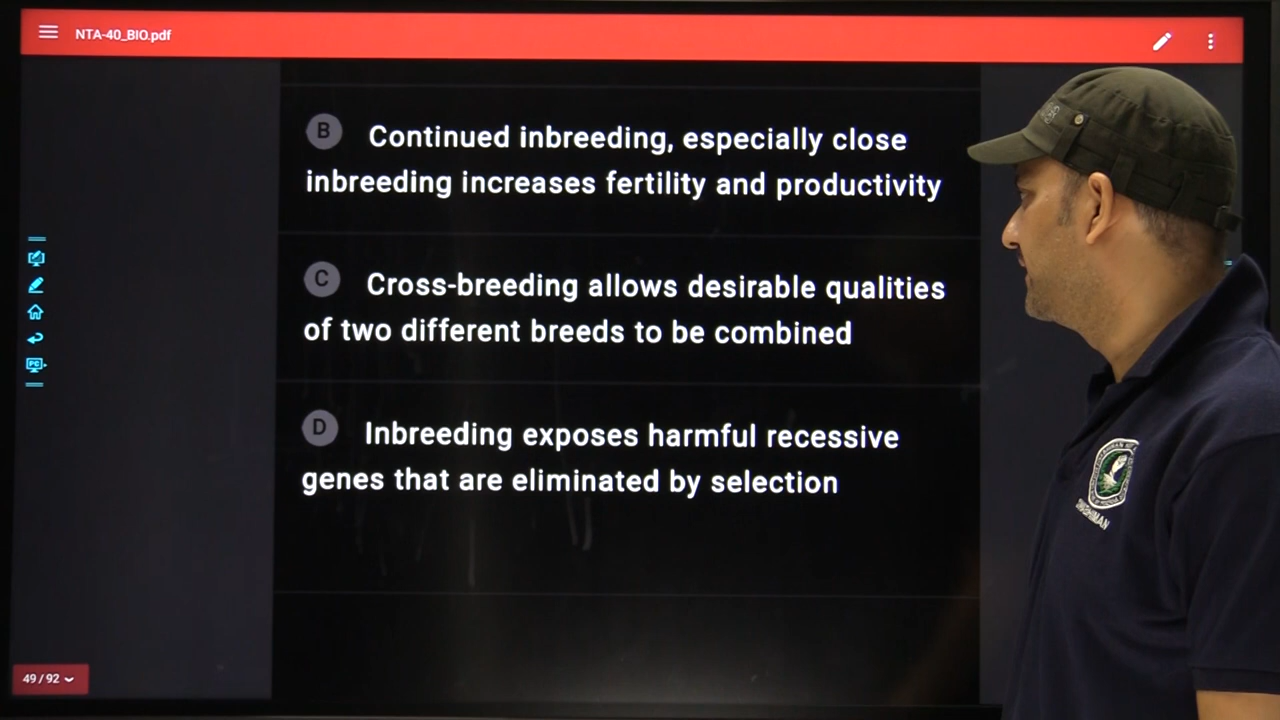 NTA-40_BIO.pdf
B Continued inbreeding, especially close
inbreeding increases fertility and productivity
C Cross-breeding allows desirable qualities
of two different breeds to be combined
D Inbreeding exposes harmful recessive
genes that are eliminated by selection
PC
49 / 92